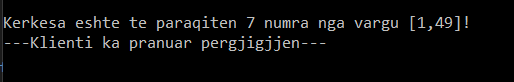 Kerkesa eshte te paraqiten 7 numra nga vargu [1,49]!
---Klienti ka pranuar pergjigjjen---